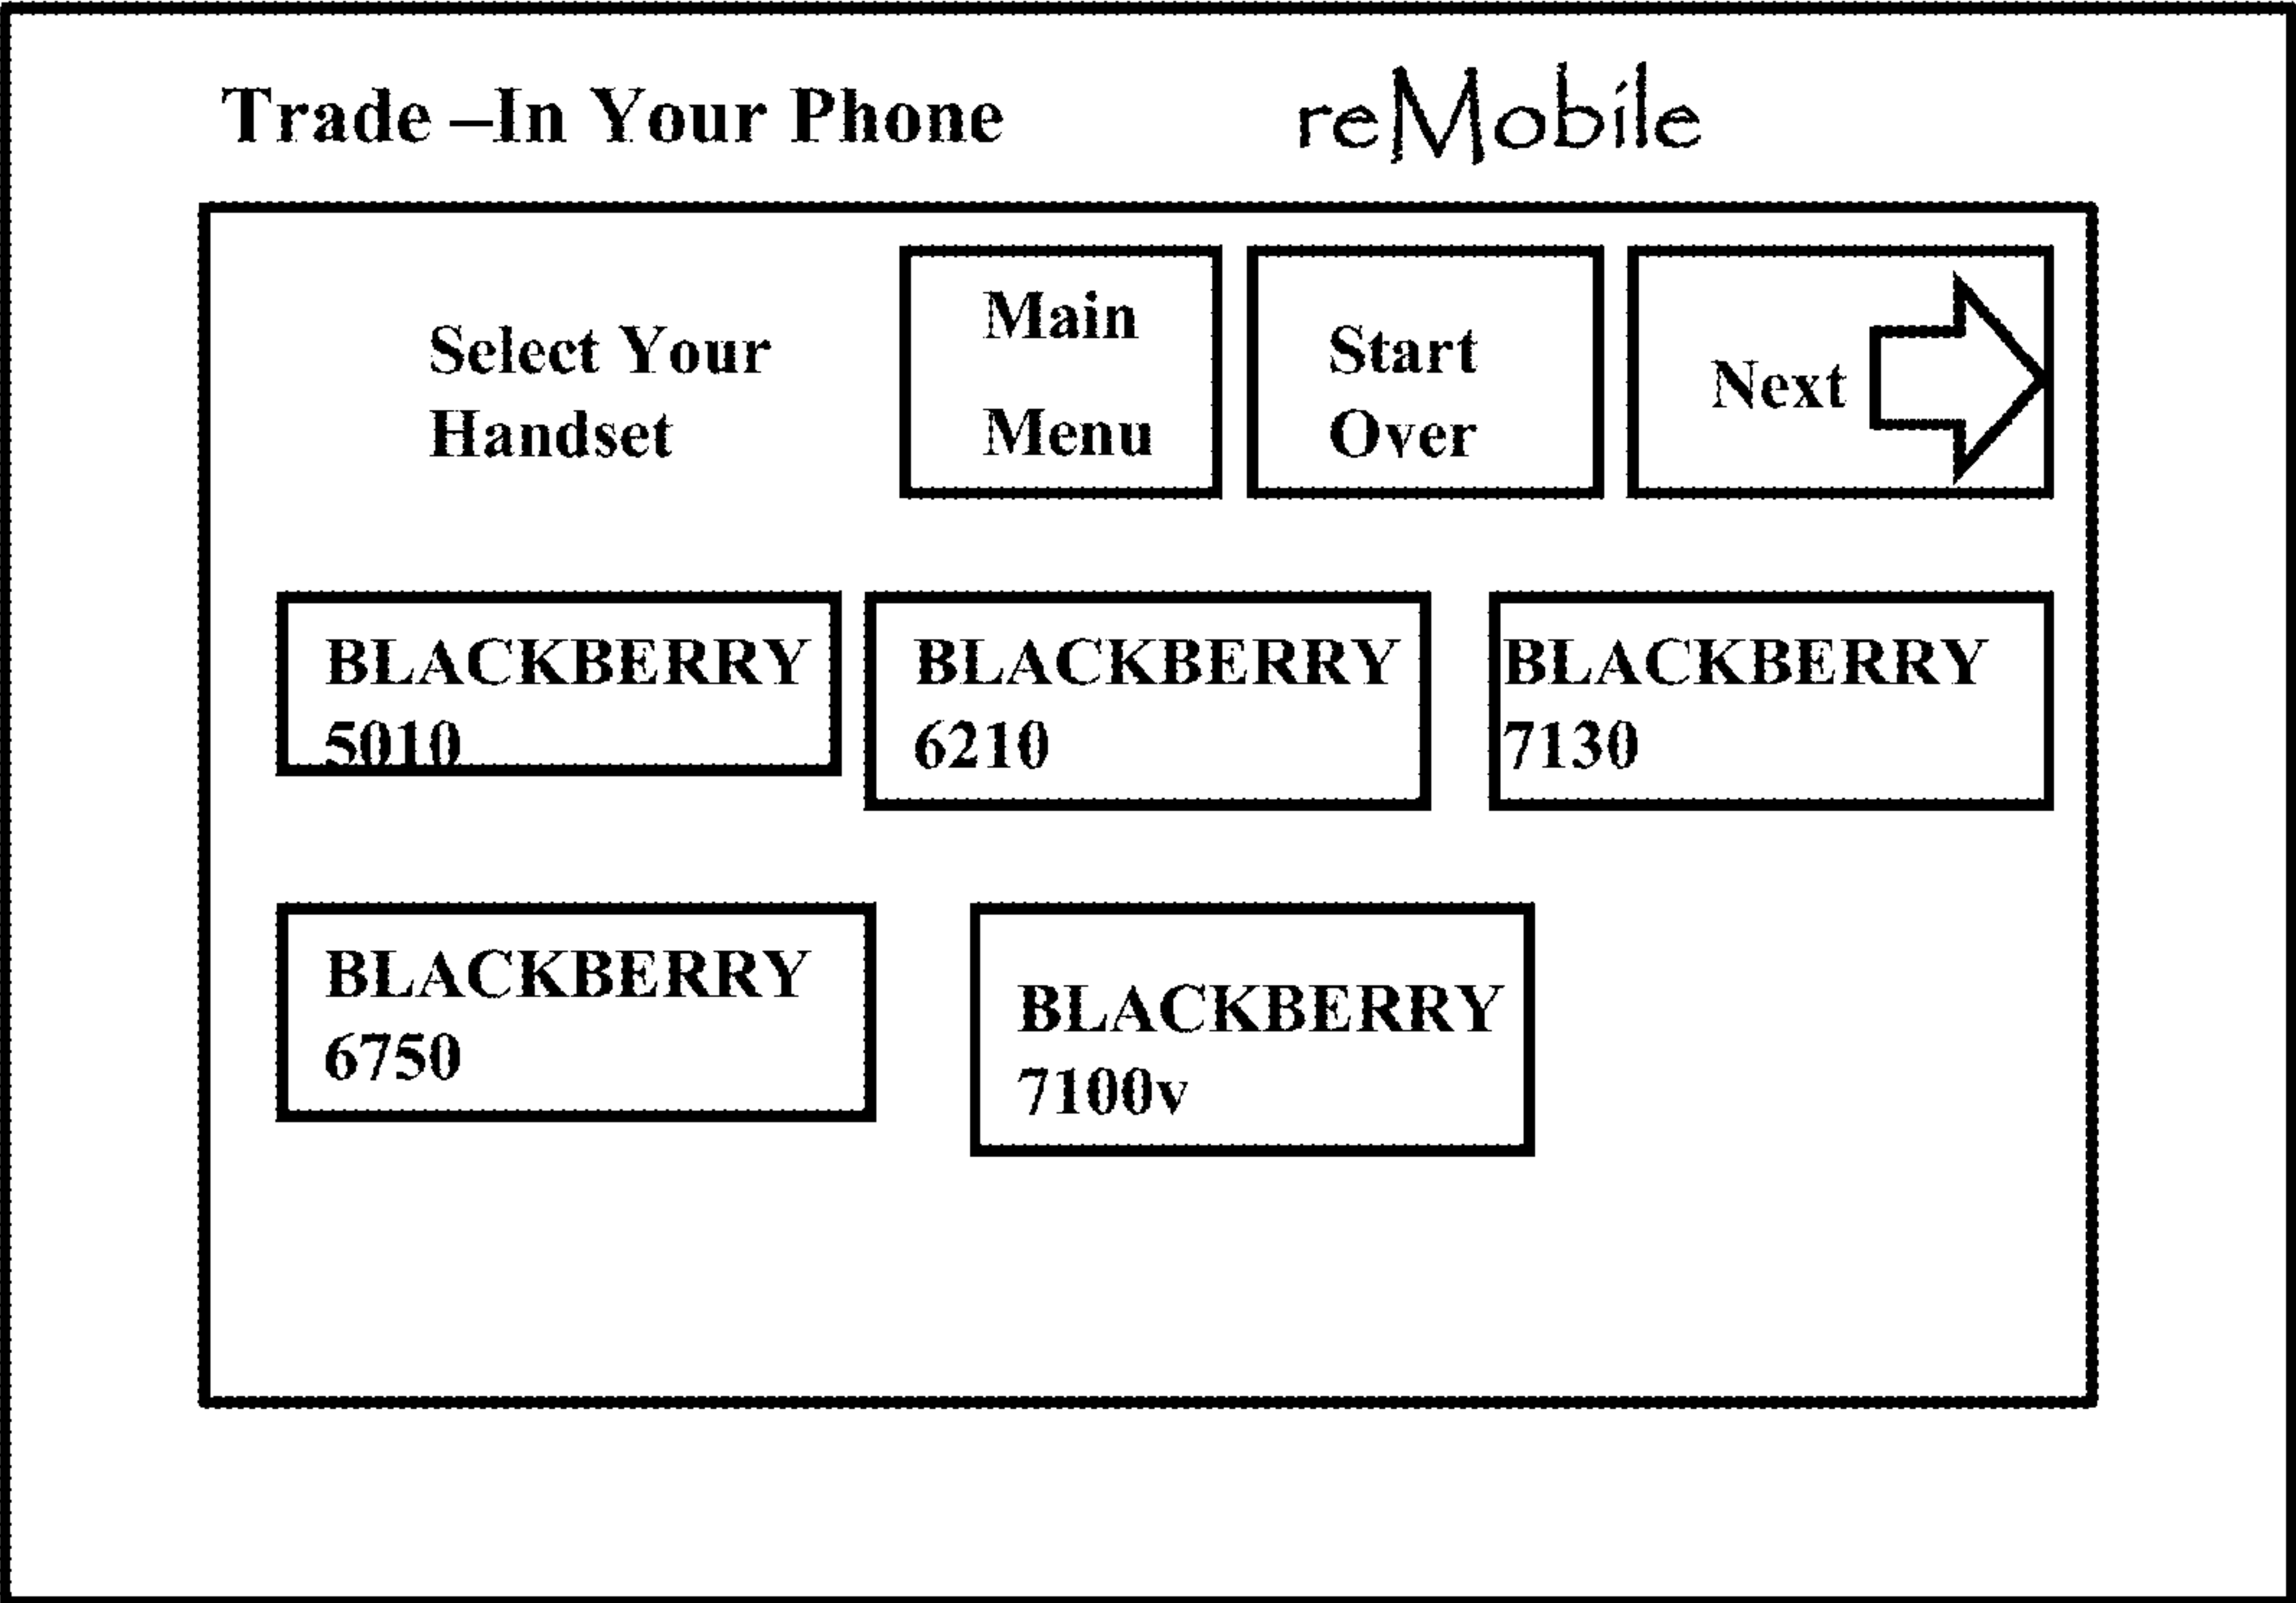 Trade –In Your Phone
reMobile
Select Your
Handset
Main
Menu
Start
Over
Next
BLACKBERRY
5010
BLACKBERRY
6210
BLACKBERRY
7130
BLACKBERRY
6750
BLACKBERRY
7100v